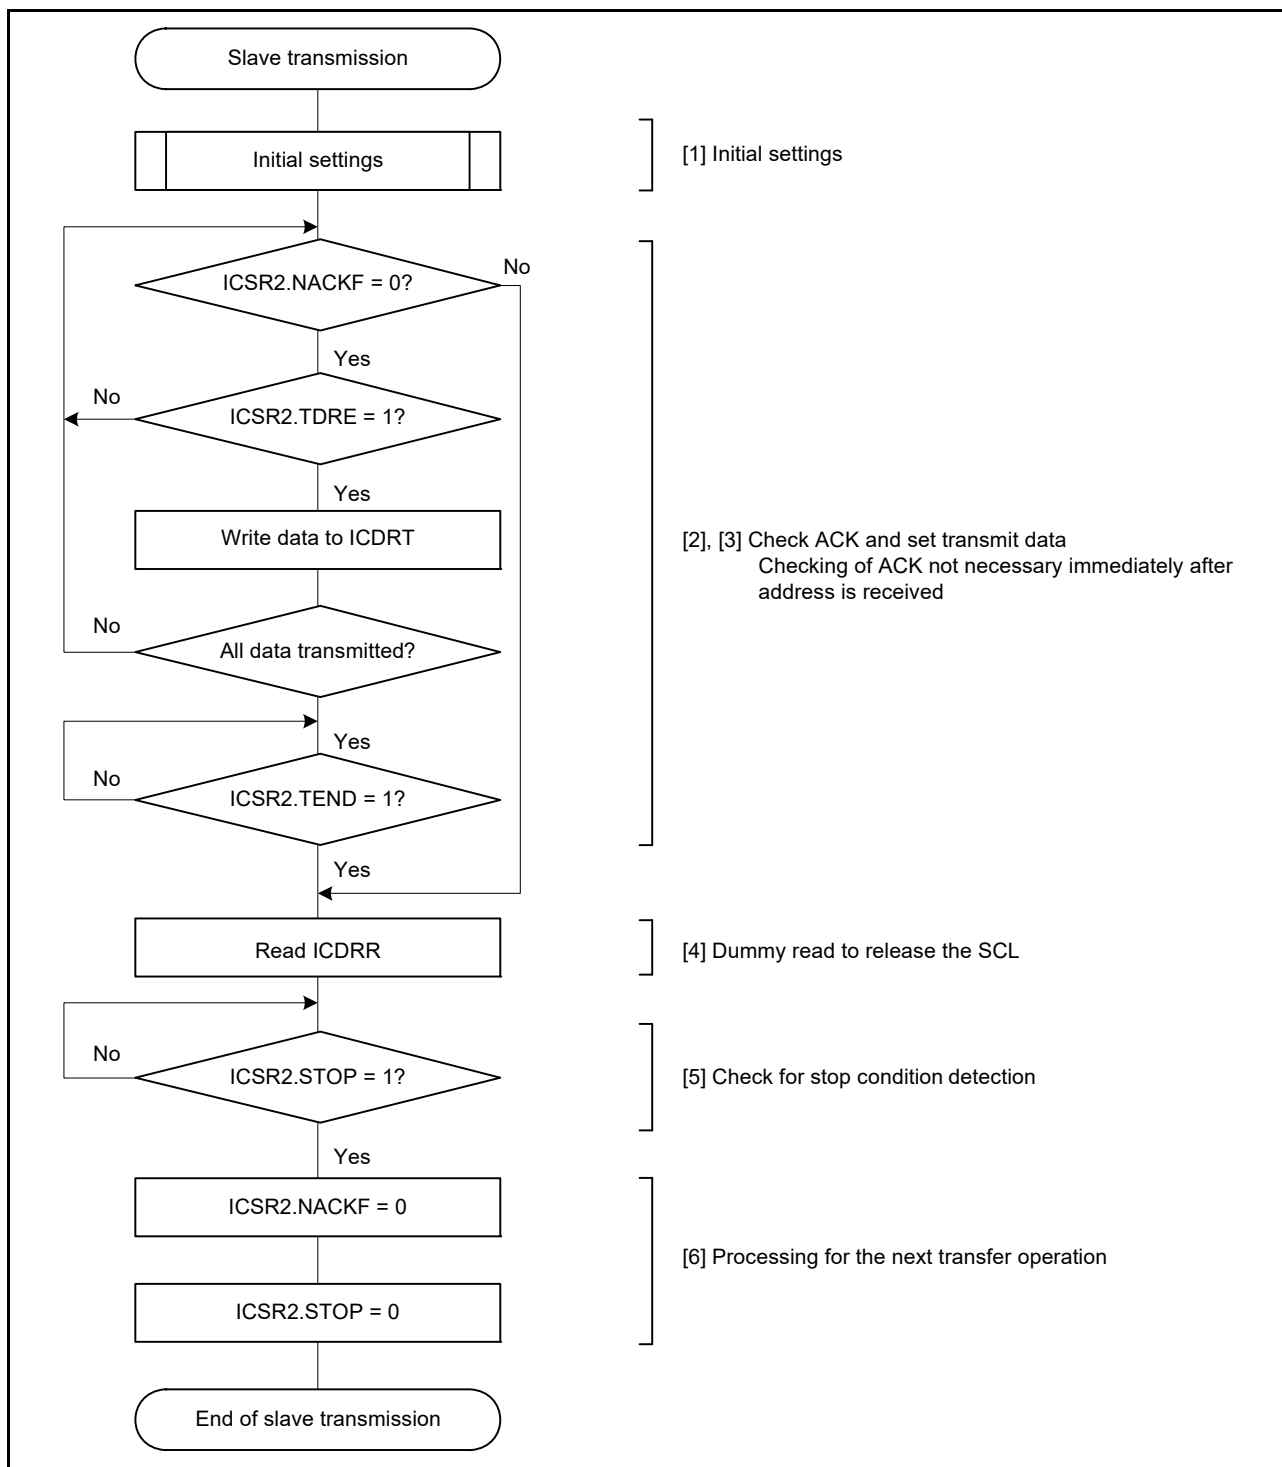 Slave transmission
Initial settings
[1] Initial settings
ICSR2.NACKF = 0?
No
Yes
No
ICSR2.TDRE = 1?
Yes
Write data to ICDRT
[2], [3] Check ACK and set transmit data
Checking of ACK not necessary immediately after
address is received
No
All data transmitted?
Yes
No
ICSR2.TEND = 1?
Yes
Read ICDRR
[4] Dummy read to release the SCL
No
ICSR2.STOP = 1?
[5] Check for stop condition detection
Yes
ICSR2.NACKF = 0
[6] Processing for the next transfer operation
ICSR2.STOP = 0
End of slave transmission